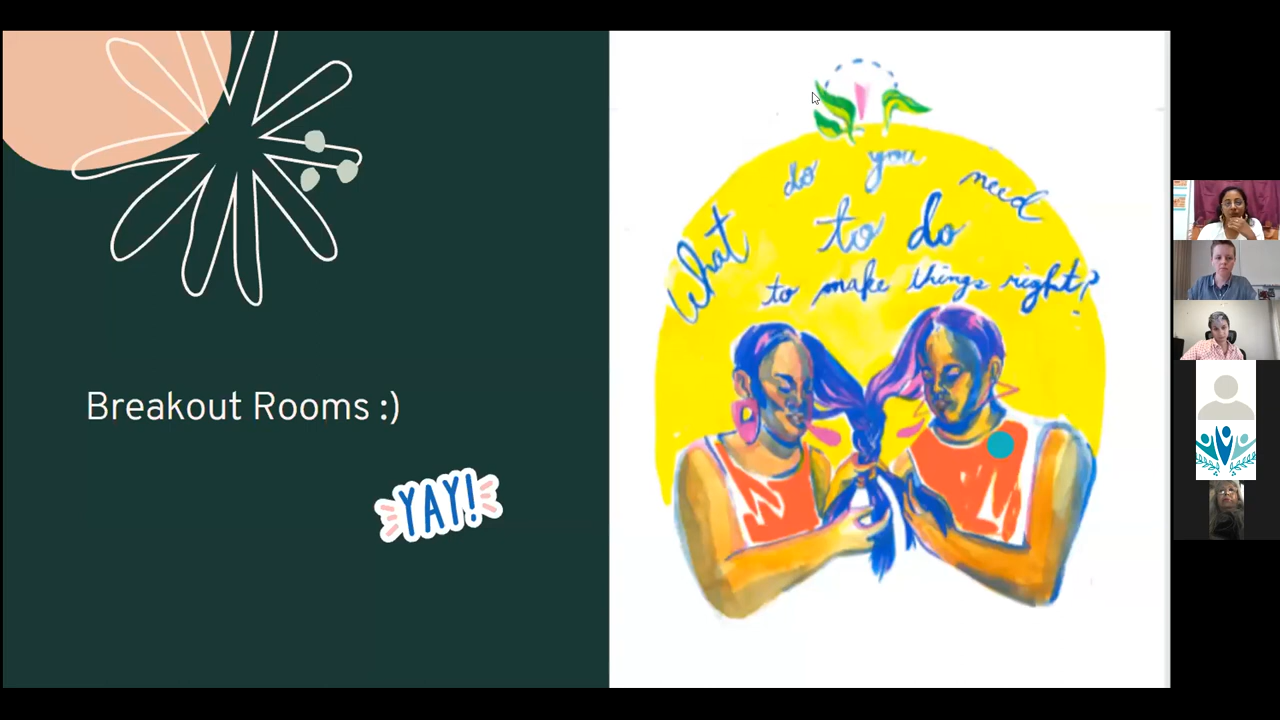 Breakout Rooms :)
YAY!
What do you need
to do
to make things right?